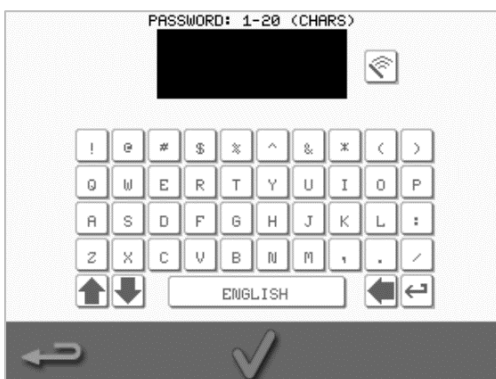 PASSWORD: 1-20 (CHARS)
! @ # $ % ^ & * ( )
Q W E R T Y U I O P
A S D F G H J K L :
Z X C V B N M , . /
ENGLISH